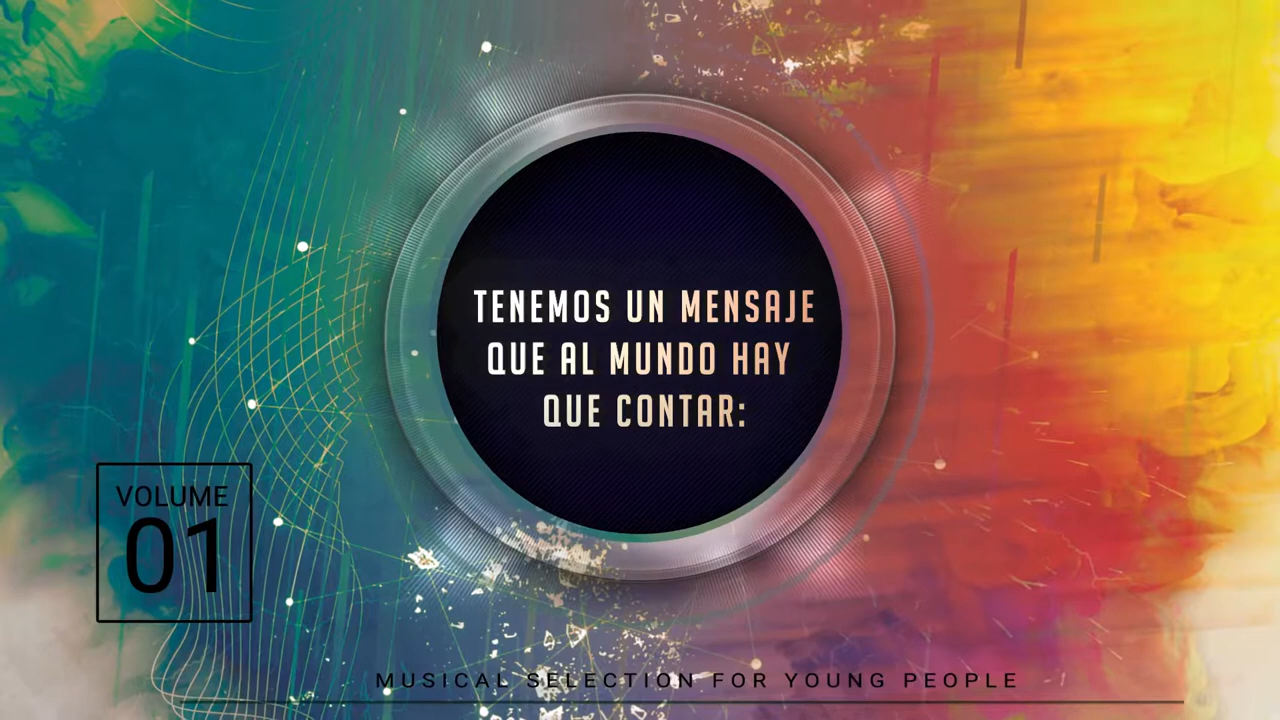 TENEMOS UN MENSAJE
QUE AL MUNDO HAY
QUE CONTAR:
VOLUME
01
MUSICAL SELECTION FOR YOUNG PEOPLE